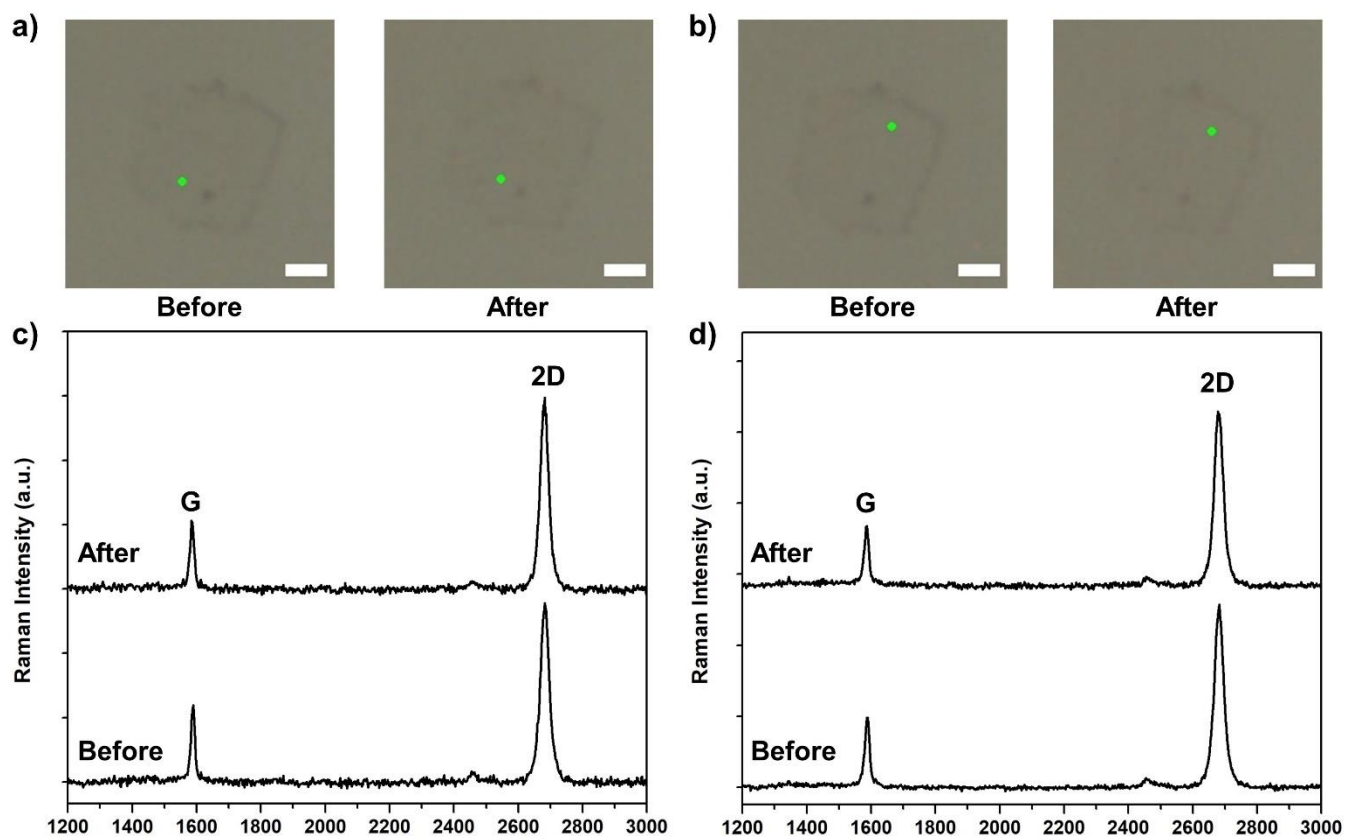 a)
b)
Before
After
Before
After
c)
d)
2D
G
After
Before
Raman Intensity (a.u.)
1200 1400 1600 1800 2000 2200 2400 2600 2800 3000
2D
G
After
Before
Raman Intensity (a.u.)
1200 1400 1600 1800 2000 2200 2400 2600 2800 3000